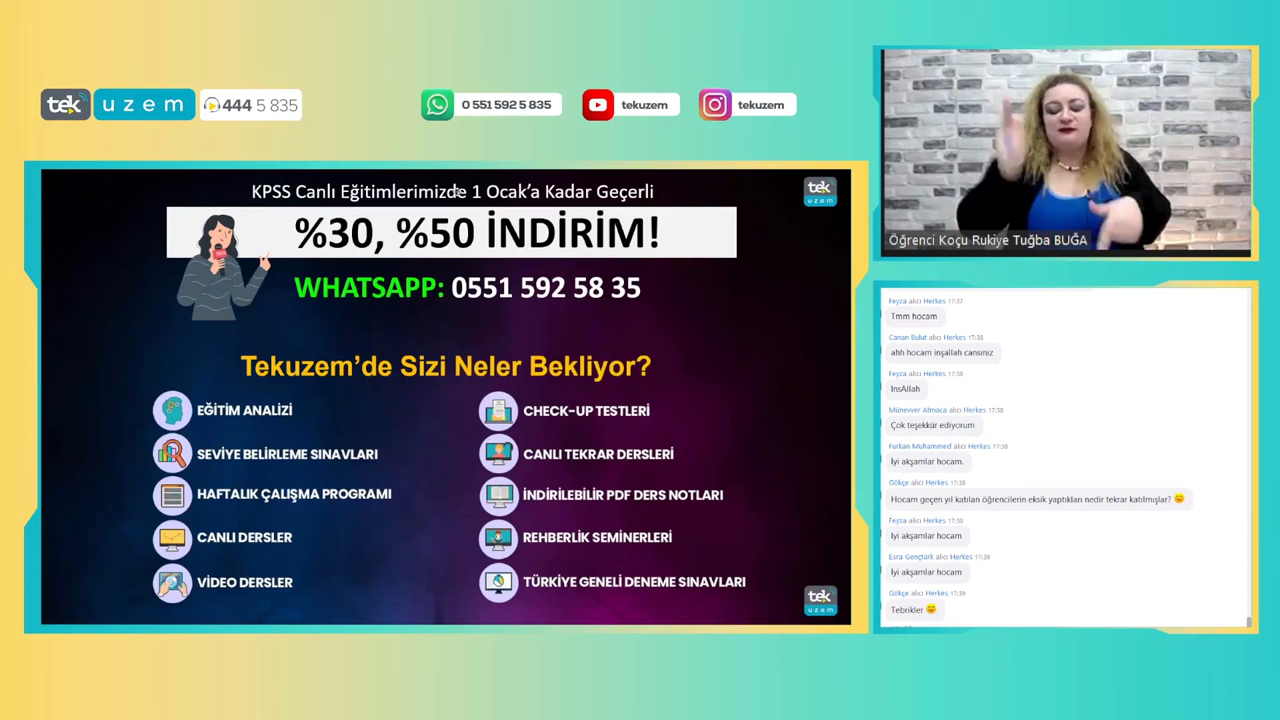 tek
uzem
444 5 835
0 551 592 5 835
tekuzem
tekuzem
KPSS Canlı Eğitimlerimizde 1 Ocak'a Kadar Geçerli
%30, %50 İNDİRİM!
WHATSAPP: 0551 592 58 35
tek
uzem
Tekuzem'de Sizi Neler Bekliyor?
EĞİTİM ANALİZİ
SEVİYE BELİRLEME SINAVLARI
HAFTALIK ÇALIŞMA PROGRAMI
CANLI DERSLER
VİDEO DERSLER
CHECK-UP TESTLERİ
CANLI TEKRAR DERSLERİ
İNDİRİLEBİLİR PDF DERS NOTLARI
REHBERLİK SEMİNERLERİ
TÜRKİYE GENELİ DENEME SINAVLARI
tek
uzem
Öğrenci Koçu Rukiye Tuğba BUĞA
Feyza alıcı Herkes 17:37
Tmm hocam
Canan Bulut alıcı Herkes 17:38
ahh hocam inşallah cansınız
Feyza alıcı Herkes 17:38
InsAllah
Münevver Atmaca alıcı Herkes 17:38
Çok teşekkür ediyorum
Furkan Muhammed alıcı Herkes 17:38
İyi akşamlar hocam.
Gökçe alıcı Herkes 17:38
Hocam geçen yıl katılan öğrencilerin eksik yaptıkları nedir tekrar katılmışlar? 😊
Feyza alıcı Herkes 17:38
İyi akşamlar hocam
Esra Gençtürk alıcı Herkes 17:39
İyi akşamlar hocam
Gökçe alıcı Herkes 17:39
Tebrikler 😊